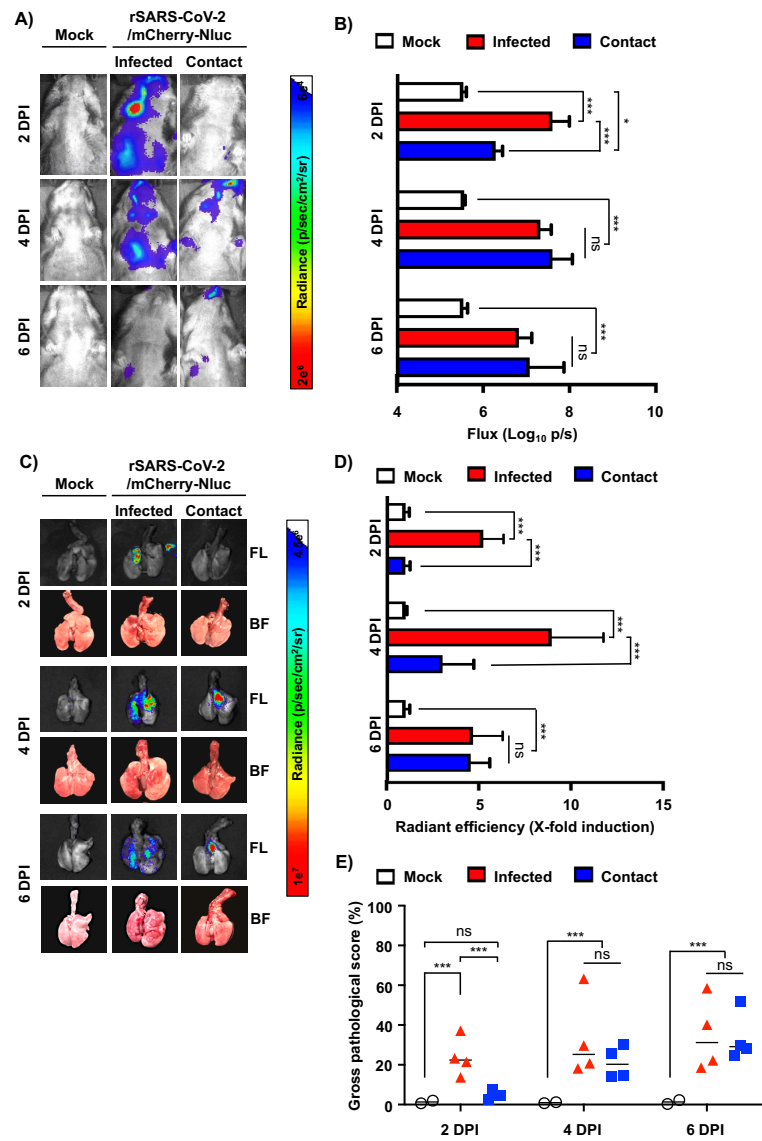 A)
rSARS-CoV-2
Mock
/mCherry-Nluc
Infected
Contact
2 DPI
4 DPI
6 DPI
6e⁴
Radiance (p/sec/cm²/sr)
2e⁶
B)
Mock
Infected
Contact
2 DPI
***
***
*
4 DPI
ns
***
6 DPI
ns
***
4
6
8
10
Flux (Log₁₀ p/s)
C)
rSARS-CoV-2
Mock
/mCherry-Nluc
Infected
Contact
2 DPI
FL
BF
4 DPI
FL
BF
6 DPI
FL
BF
4.5e⁶
Radiance (p/sec/cm²/sr)
1e⁷
D)
Mock
Infected
Contact
2 DPI
***
***
4 DPI
***
***
6 DPI
ns
***
0
5
10
15
Radiant efficiency (X-fold induction)
E)
Mock
Infected
Contact
Gross pathological score (%)
100
80
60
40
20
0
ns
***
***
***
ns
***
ns
2 DPI
4 DPI
6 DPI